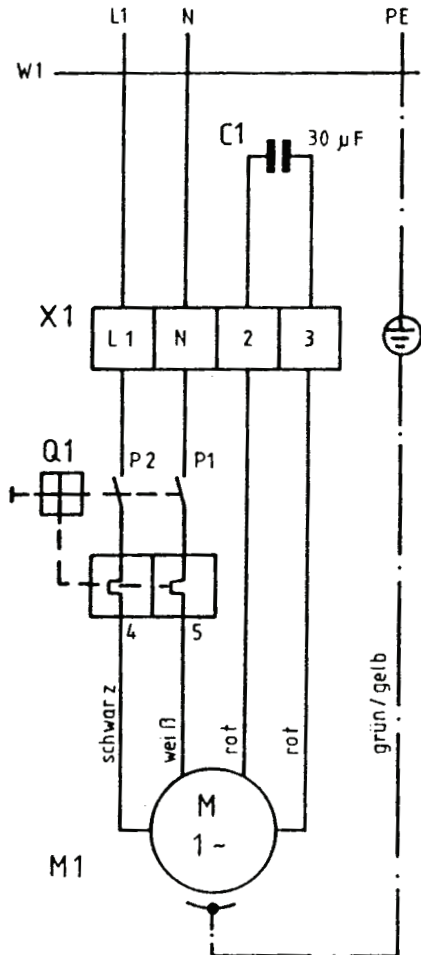 L1 N PE
W1
C1 30 µF
X1
L1 N 2 3
Q1
P2 P1
4 5
schwarz
weiß
rot
rot
grün/gelb
M
1~
M1